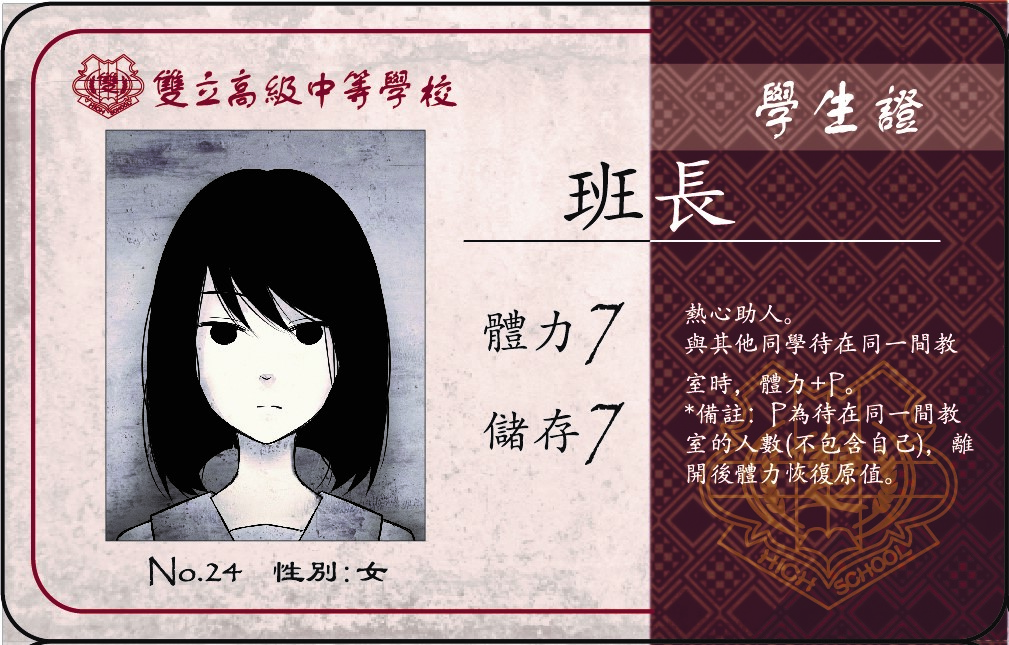 雙
HIGH SCHOOL
雙立高級中等學校
學生證
班長
體力7
儲存7
熱心助人。
與其他同學待在同一間教
室時，體力+P。
*備註：P為待在同一間教
室的人數(不包含自己)，離
開後體力恢復原值。
No.24 性別:女
HIGH SCHOOL